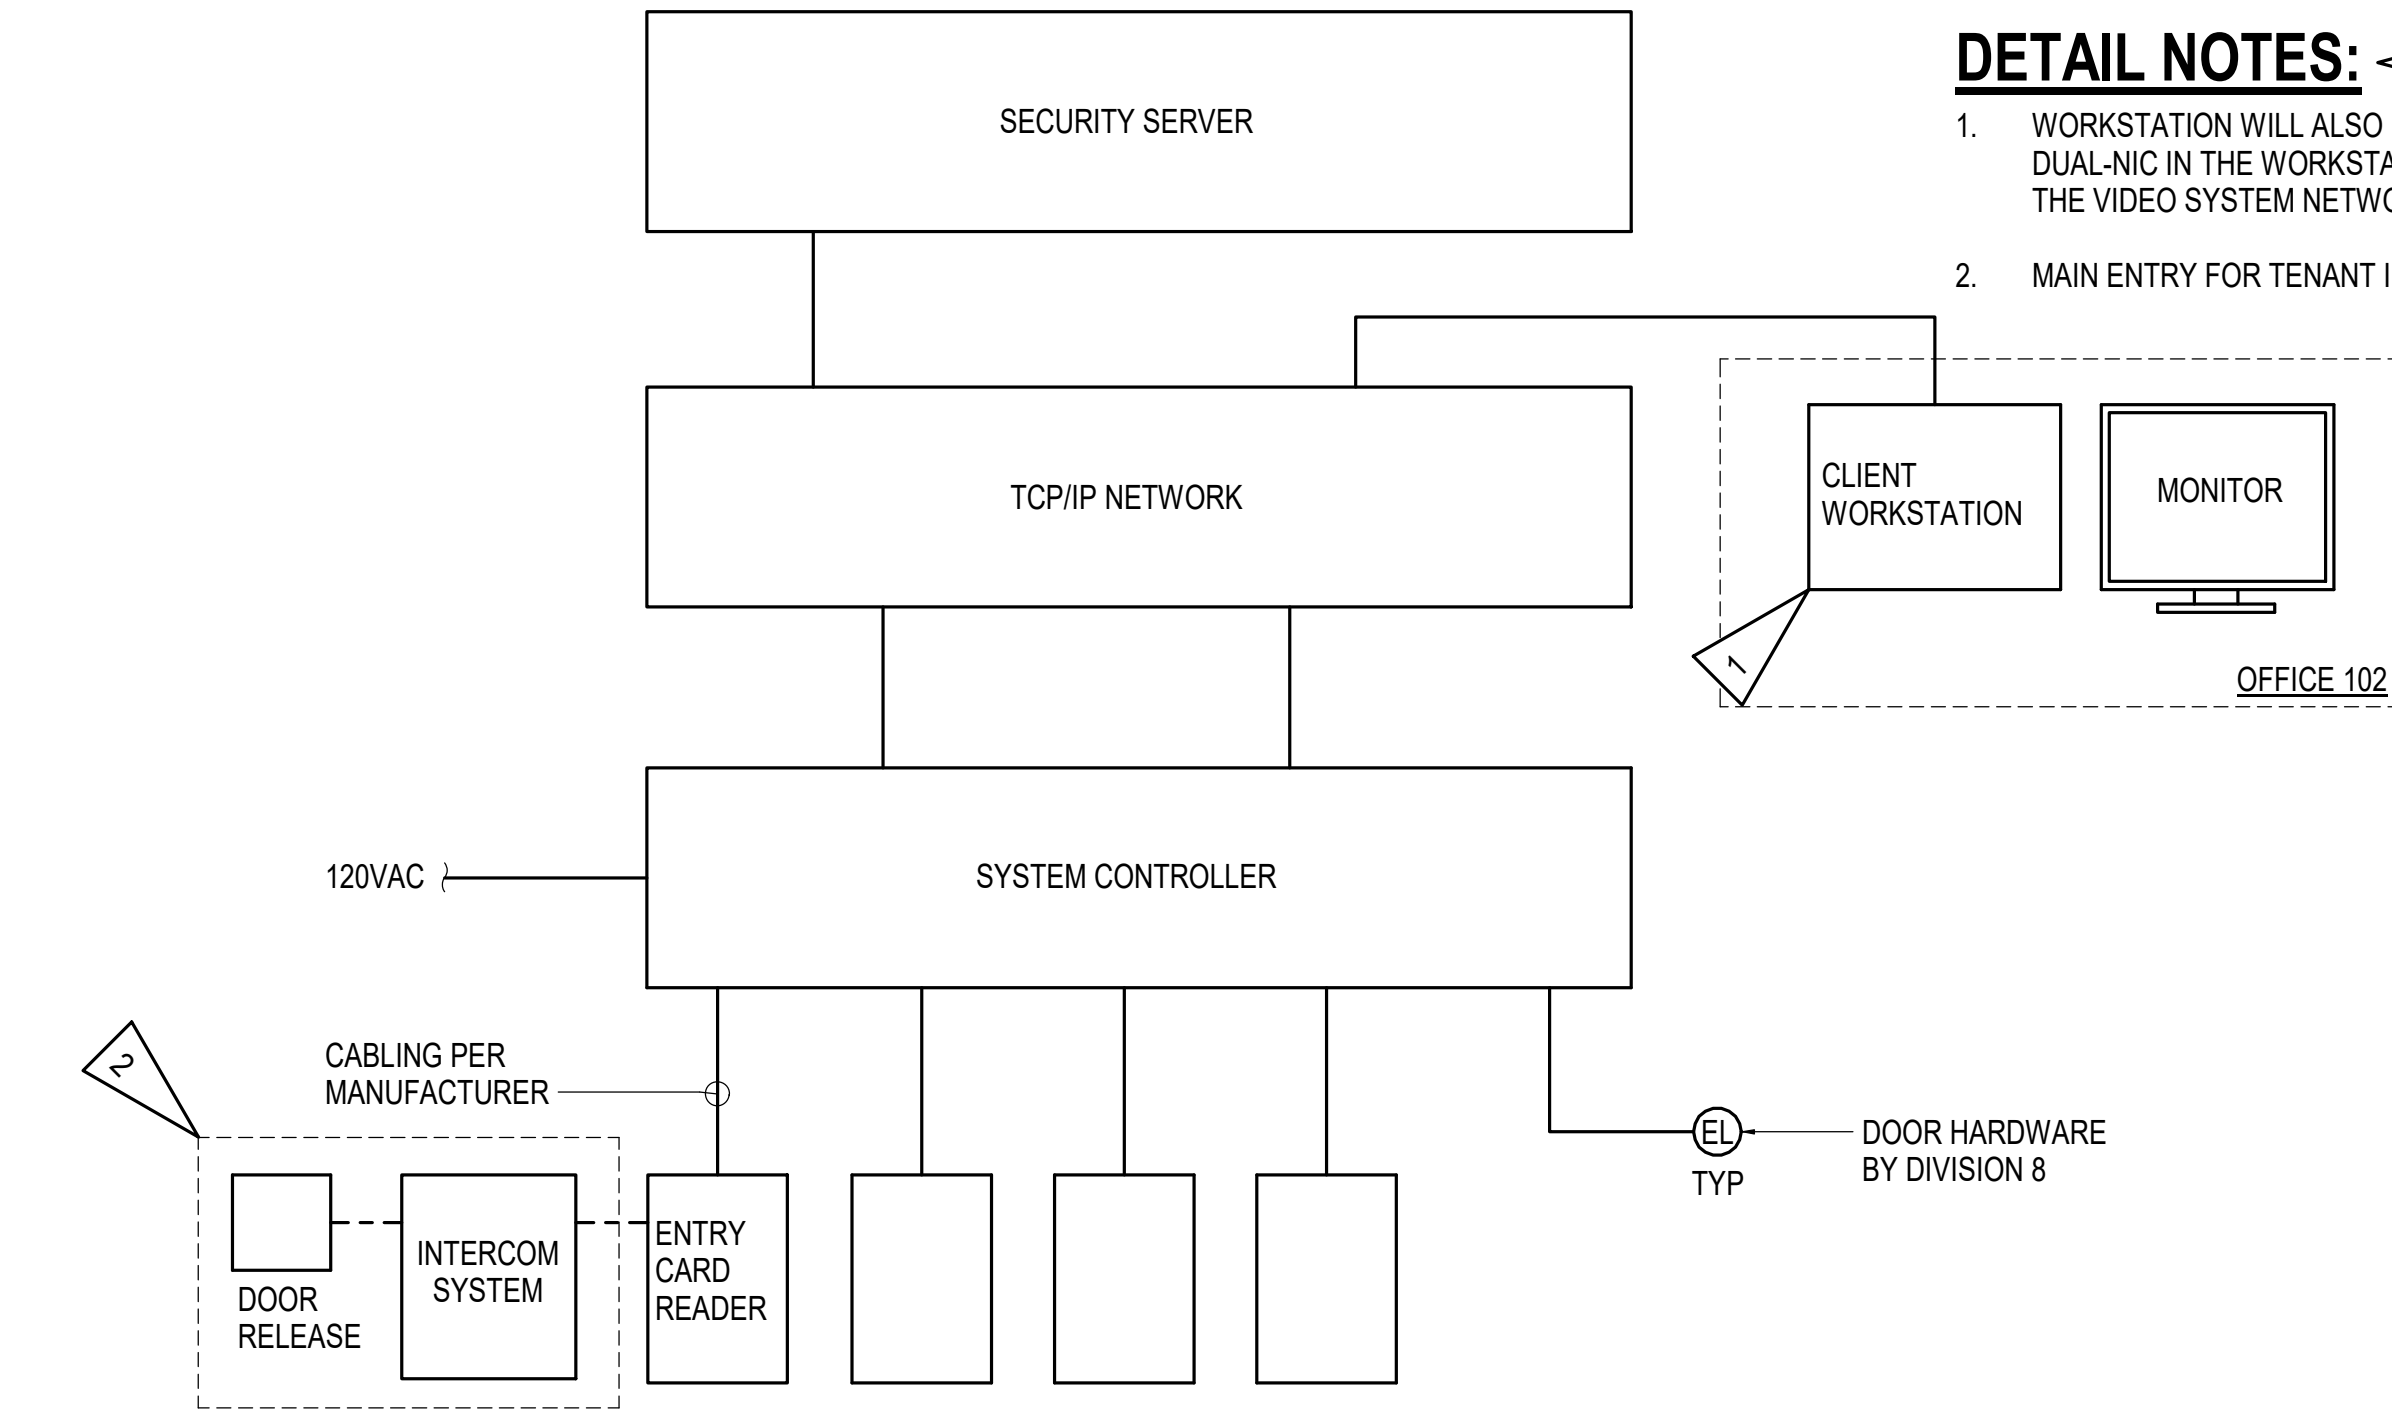 SECURITY SERVER
DETAIL NOTES:
1. WORKSTATION WILL ALSO
DUAL-NIC IN THE
THE VIDEO SYSTEM
2. MAIN ENTRY FOR TENANT
TCP/IP NETWORK
CLIENT
WORKSTATION
MONITOR
1
OFFICE 102
120VAC
SYSTEM CONTROLLER
2
CABLING PER
MANUFACTURER
EL
TYP
DOOR HARDWARE
BY DIVISION 8
DOOR
RELEASE
INTERCOM
SYSTEM
ENTRY
CARD
READER